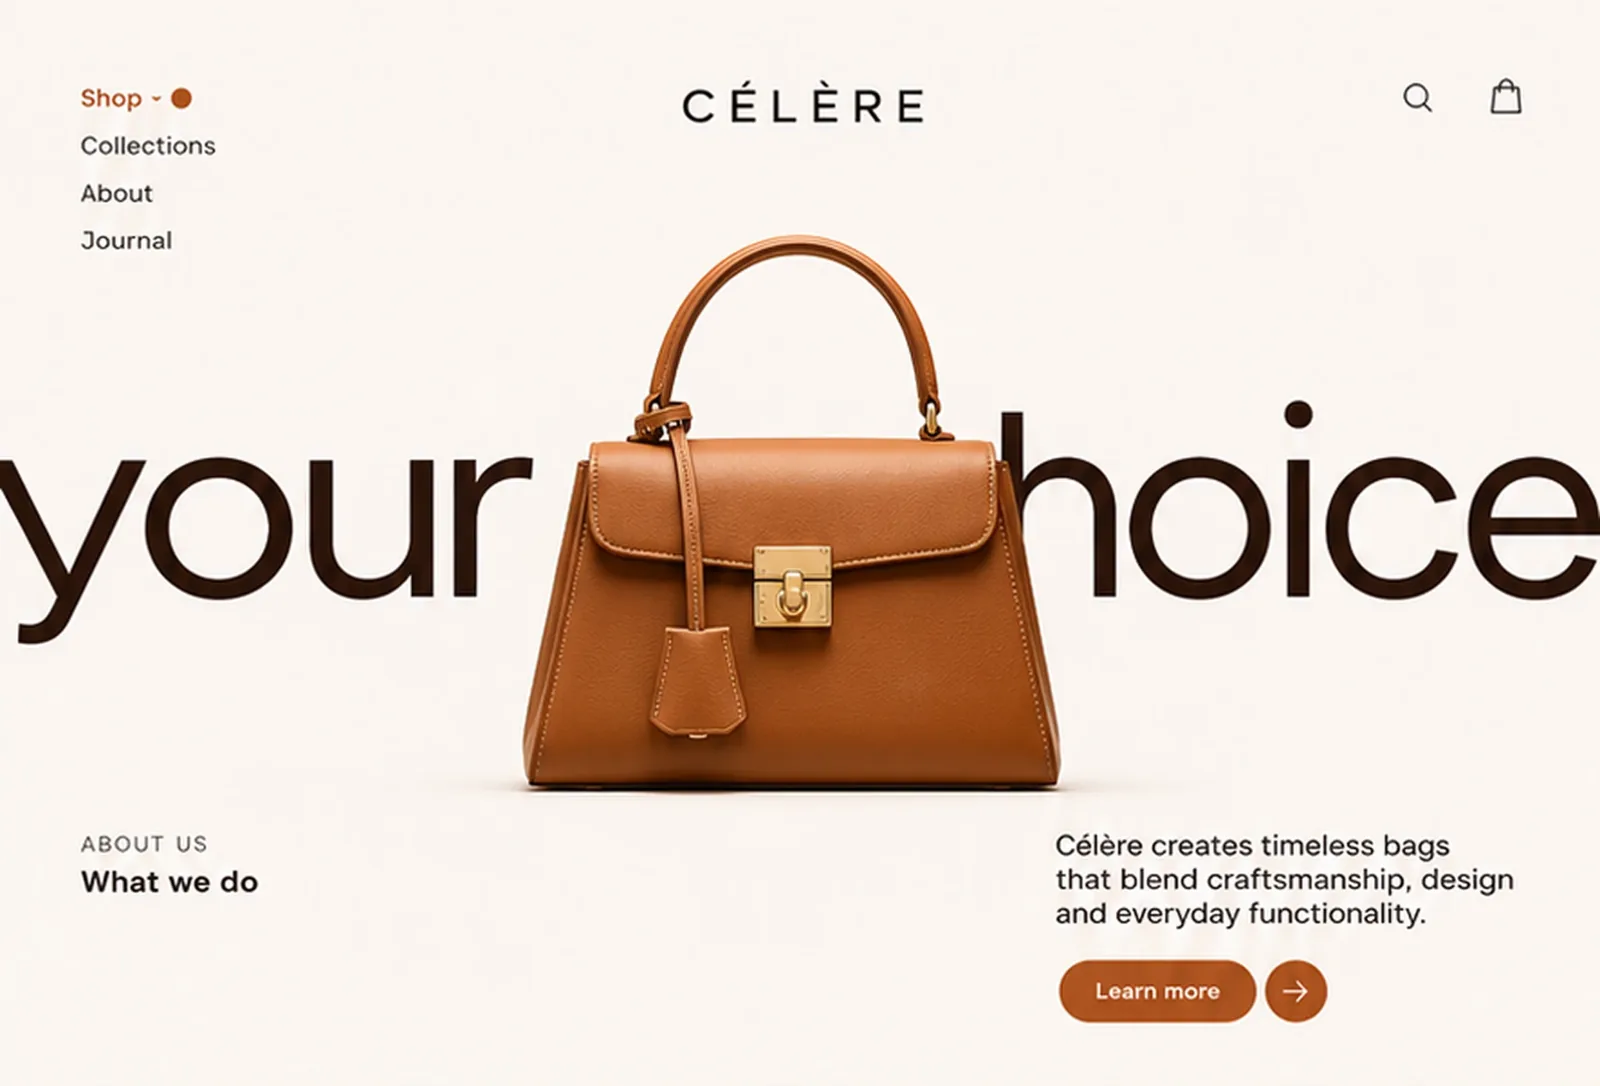 Shop
CÉLÈRE
Collections
About
Journal
your hoice
ABOUT US
What we do
Célère creates timeless bags
that blend craftsmanship, design
and everyday functionality.
Learn more